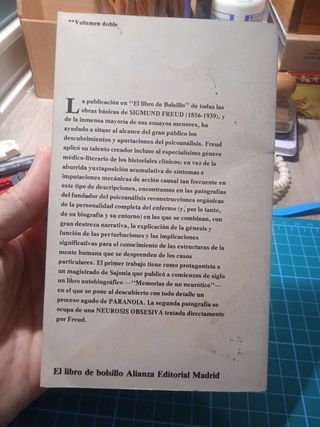 **Volumen doble
La publicación en "El libro de Bolsillo" de todas las
obras básicas de SIGMUND FREUD (1856-1939), y
de la inmensa mayoría de sus ensayos menores, ha
ayudado a situar al alcance del gran público los
descubrimientos y aportaciones del psicoanálisis. Freud
aplicó su talento creador incluso al especialísimo género
médico-literario de los historiales clínicos; en vez de la
aburrida yuxtaposición acumulativa de síntomas e
imputaciones mecánicas de acción causal tan frecuente en
este tipo de descripciones, encontramos en las patografías
del fundador del psicoanálisis reconstrucciones orgánicas
de la personalidad completa del enfermo (y, por lo tanto,
de su biografía y su entorno) en las que se combinan, con
gran destreza narrativa, la explicación de la génesis y
función de las perturbaciones y las implicaciones
significativas para el conocimiento de las estructuras de la
mente humana que se desprenden de los casos
particulares. El primer trabajo tiene como protagonista a
un magistrado de Sajonia que publicó a comienzos de siglo
un libro autobiográfico —"Memorias de un neurótico"—
en el que se pone al descubierto con todo detalle un
proceso agudo de PARANOIA. La segunda patografía se
ocupa de una NEUROSIS OBSESIVA tratada directamente
por Freud.
El libro de bolsillo Alianza Editorial Madrid